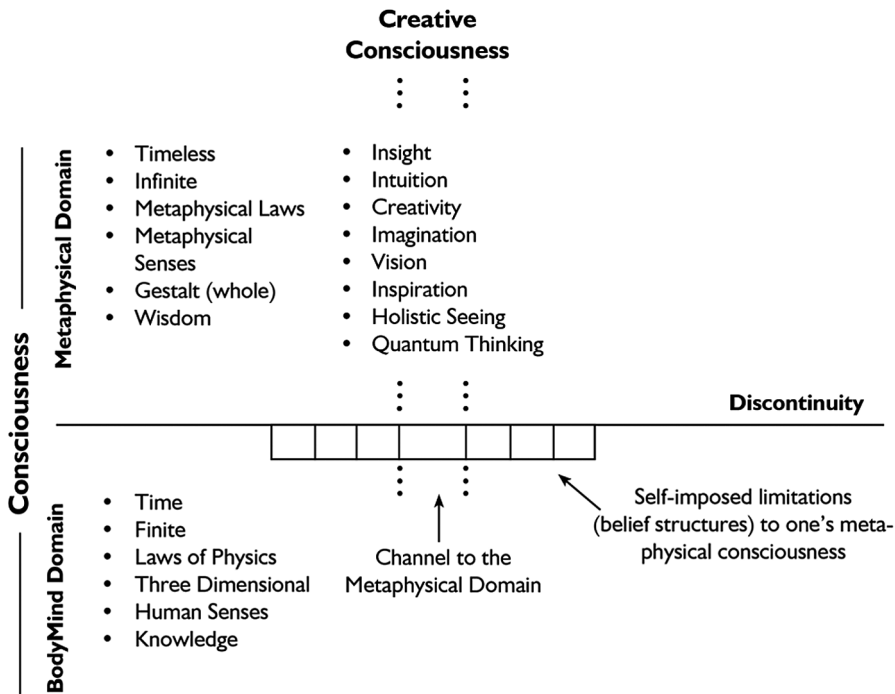 Creative
Consciousness
Consciousness
Metaphysical Domain
• Timeless
• Infinite
• Metaphysical Laws
• Metaphysical
Senses
• Gestalt (whole)
• Wisdom
• Insight
• Intuition
• Creativity
• Imagination
• Vision
• Inspiration
• Holistic Seeing
• Quantum Thinking
Discontinuity
BodyMind Domain
• Time
• Finite
• Laws of Physics
• Three Dimensional
• Human Senses
• Knowledge
Channel to the
Metaphysical Domain
Self-imposed limitations
(belief structures) to one’s meta-
physical consciousness